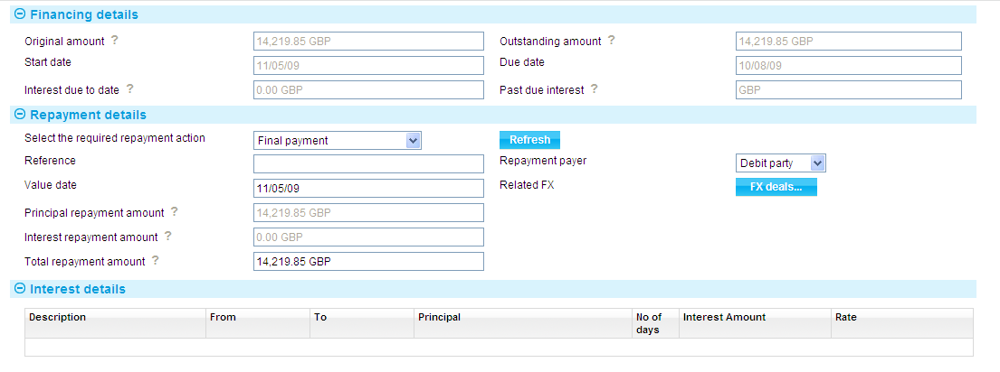 Financing details
Original amount ? 14,219.85 GBP Outstanding amount ? 14,219.85 GBP
Start date 11/05/09 Due date 10/08/09
Interest due to date ? 0.00 GBP Past due interest ? GBP
Repayment details
Select the required repayment action Final payment Refresh
Reference Repayment payer Debit party
Value date 11/05/09 Related FX FX deals...
Principal repayment amount ? 14,219.85 GBP
Interest repayment amount ? 0.00 GBP
Total repayment amount ? 14,219.85 GBP
Interest details
Description From To Principal No of days Interest Amount Rate